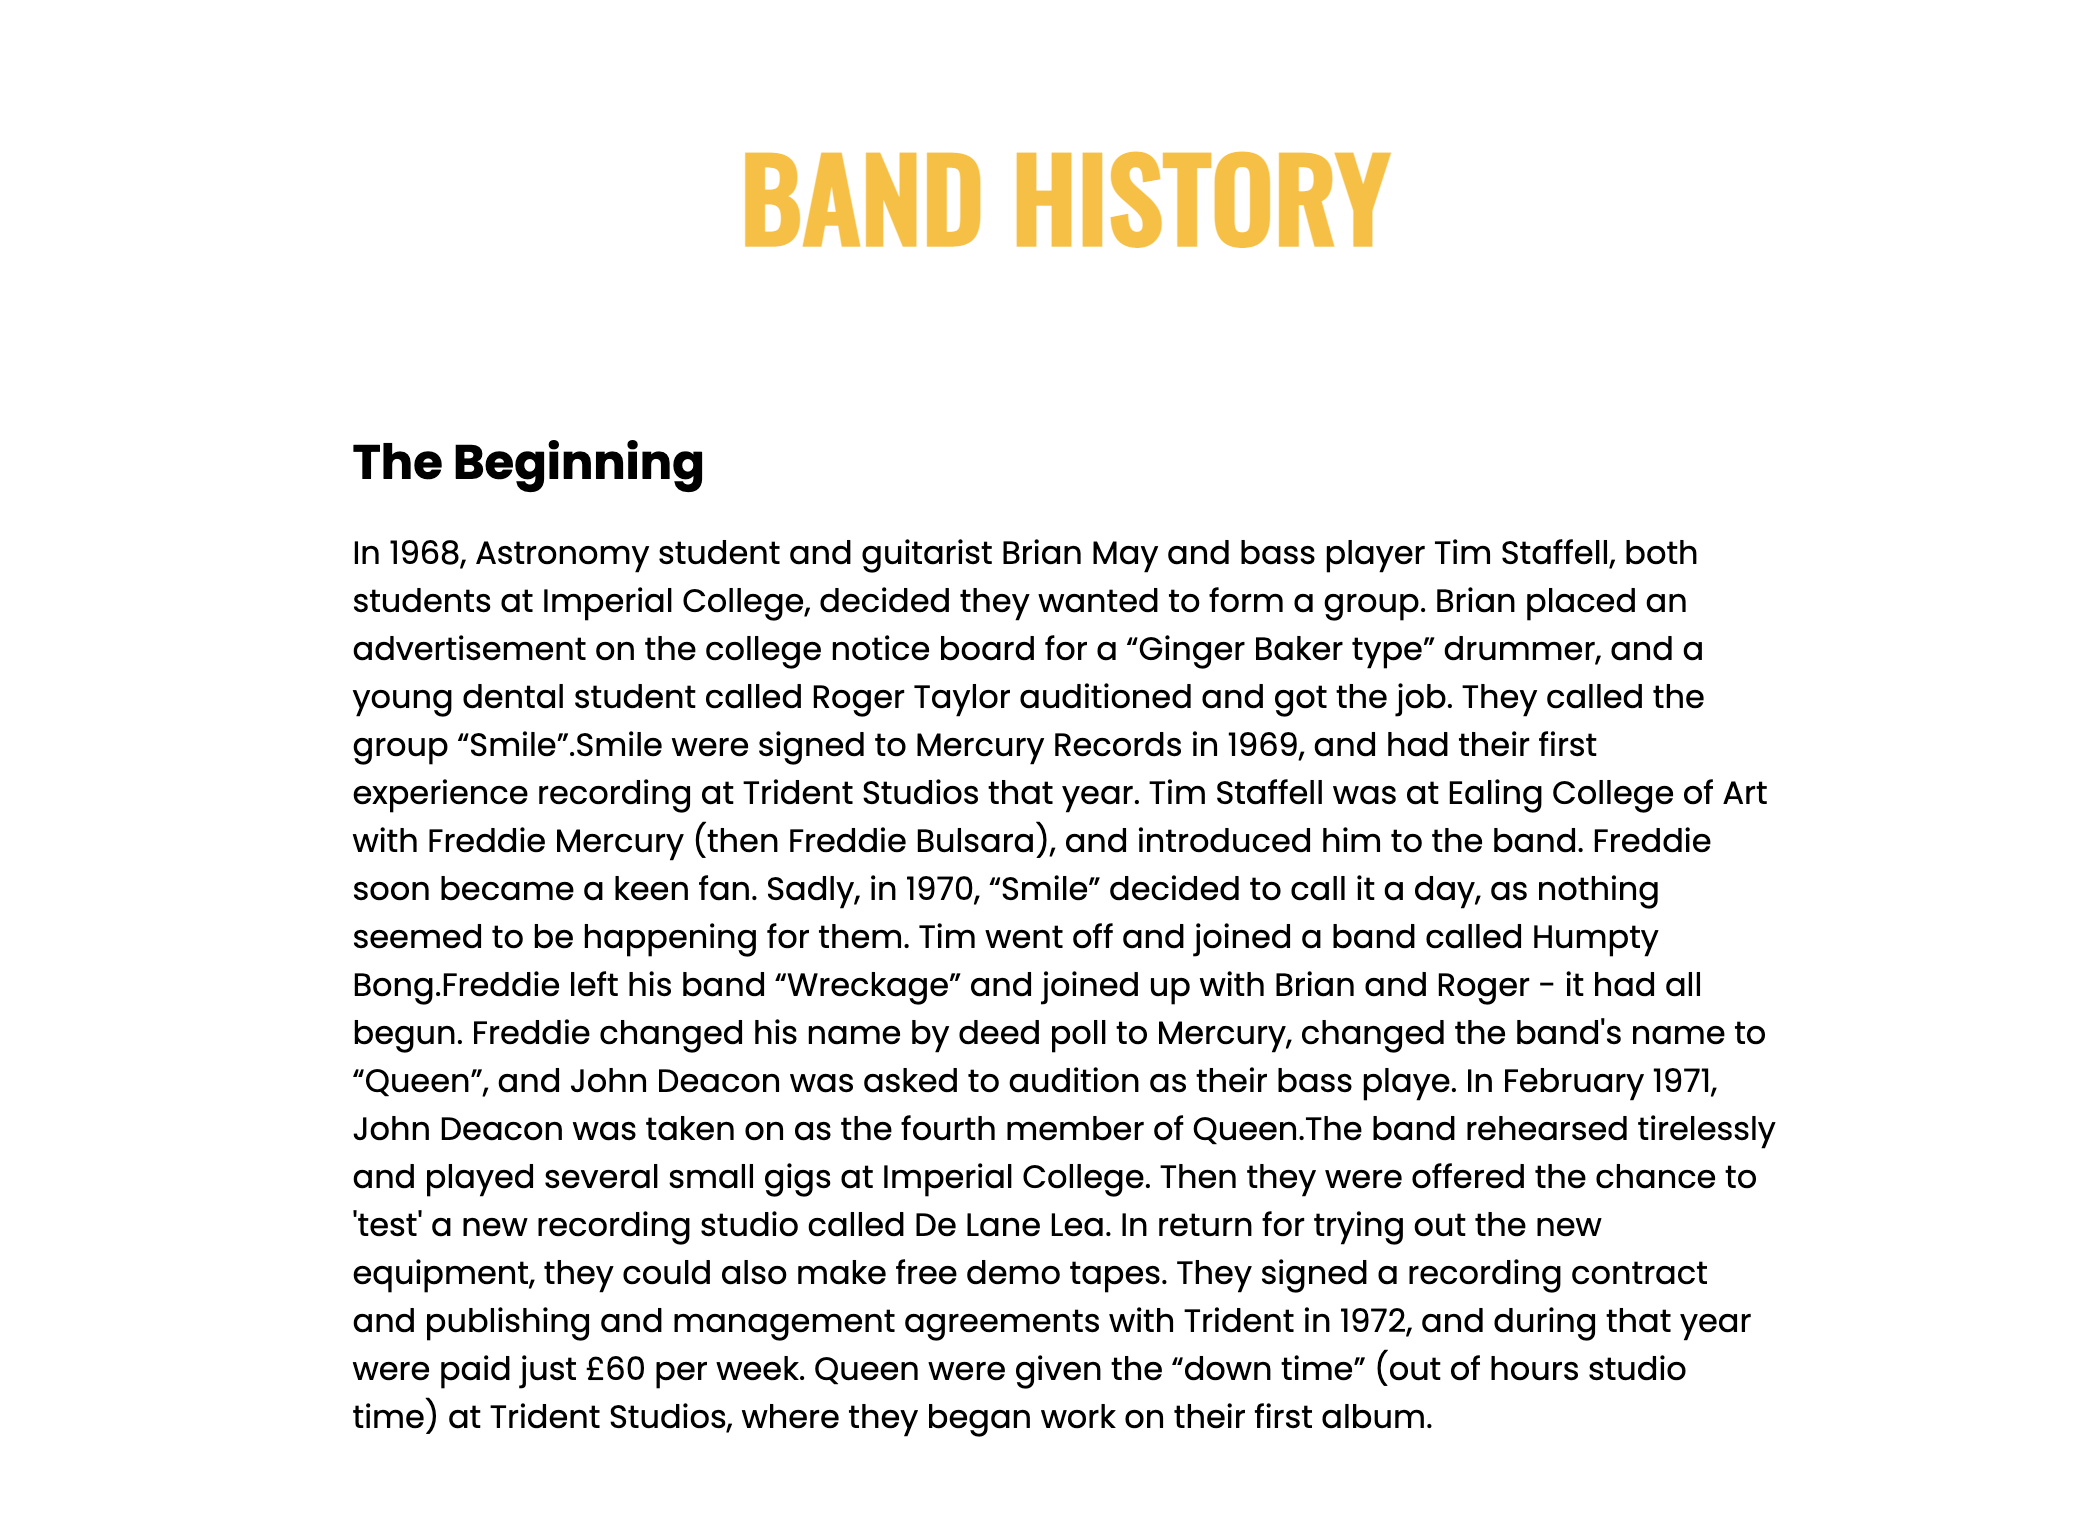 BAND HISTORY
The Beginning
In 1968, Astronomy student and guitarist Brian May and bass player Tim Staffell, both
students at Imperial College, decided they wanted to form a group. Brian placed an
advertisement on the college notice board for a “Ginger Baker type” drummer, and a
young dental student called Roger Taylor auditioned and got the job. They called the
group “Smile”.Smile were signed to Mercury Records in 1969, and had their first
experience recording at Trident Studios that year. Tim Staffell was at Ealing College of Art
with Freddie Mercury (then Freddie Bulsara), and introduced him to the band. Freddie
soon became a keen fan. Sadly, in 1970, “Smile” decided to call it a day, as nothing
seemed to be happening for them. Tim went off and joined a band called Humpty
Bong.Freddie left his band “Wreckage” and joined up with Brian and Roger - it had all
begun. Freddie changed his name by deed poll to Mercury, changed the band's name to
“Queen”, and John Deacon was asked to audition as their bass playe. In February 1971,
John Deacon was taken on as the fourth member of Queen.The band rehearsed tirelessly
and played several small gigs at Imperial College. Then they were offered the chance to
'test' a new recording studio called De Lane Lea. In return for trying out the new
equipment, they could also make free demo tapes. They signed a recording contract
and publishing and management agreements with Trident in 1972, and during that year
were paid just £60 per week. Queen were given the “down time” (out of hours studio
time) at Trident Studios, where they began work on their first album.